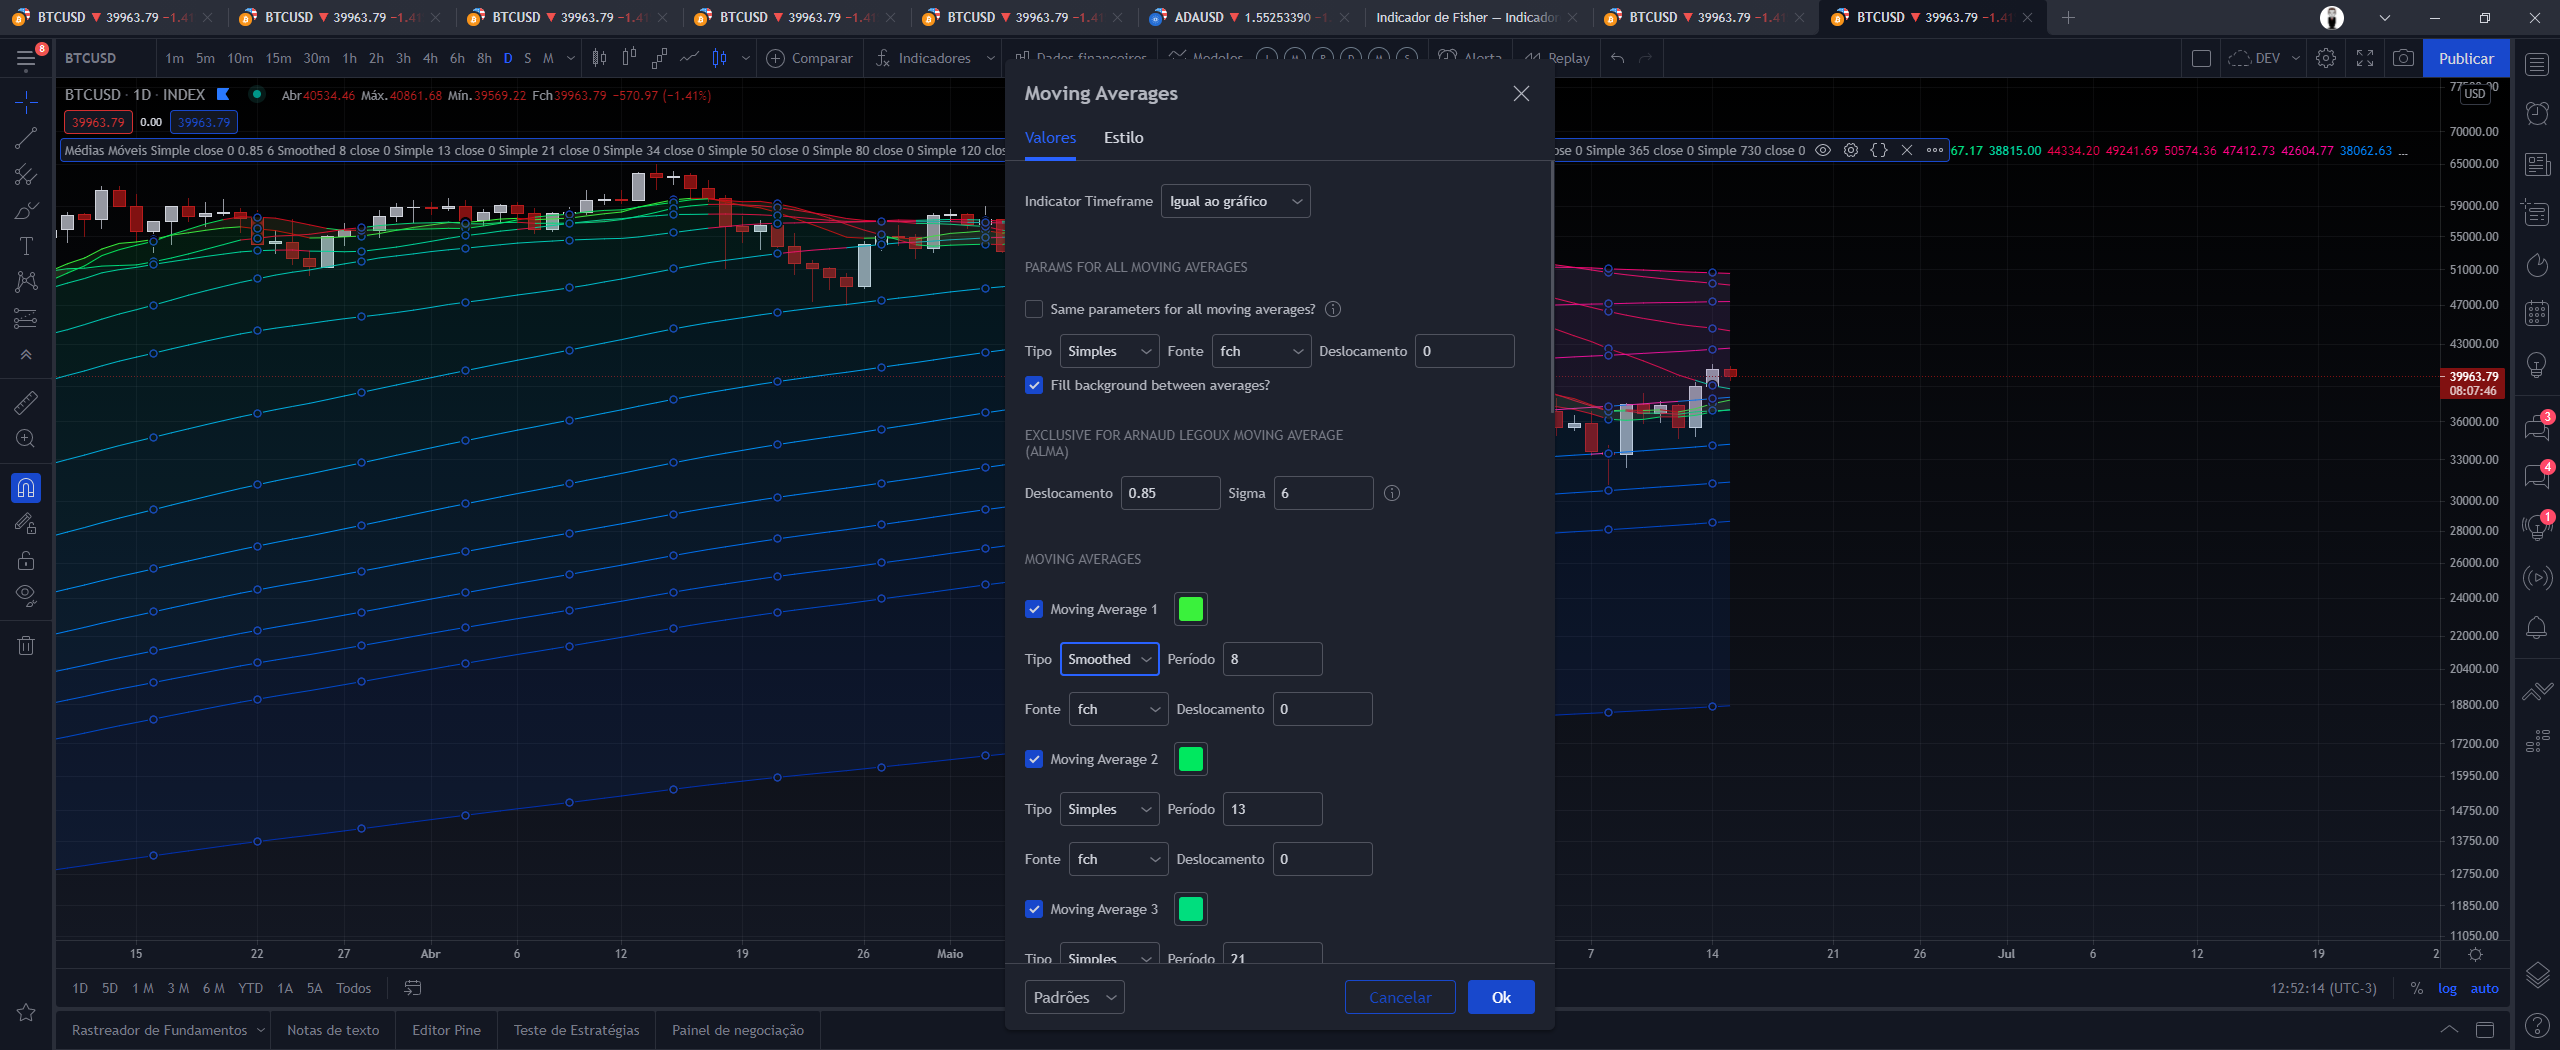 BTCUSD ▼ 39963.79 −1.41
BTCUSD ▼ 39963.79 −1.41
BTCUSD ▼ 39963.79 −1.41
BTCUSD ▼ 39963.79 −1.41
BTCUSD ▼ 39963.79 −1.41
ADAUSD ▼ 1.55253390
Indicador de Fisher — Indicador
BTCUSD ▼ 39963.79 −1.41
BTCUSD ▼ 39963.79 −1.41
8
BTCUSD
1m 5m 10m 15m 30m 1h 2h 3h 4h 6h 8h D S M
Comparar
Indicadores
Dados financeiros
Modelos
Alerta
Replay
DEV
Publicar
BTCUSD · 1D · INDEX
Abr40534.46 Máx.40861.68 Mín.39569.22 Fch39963.79 −570.97 (−1.41%)
39963.79 0.00 39963.79
Médias Móveis Simple close 0 0.85 6 Smoothed 8 close 0 Simple 13 close 0 Simple 21 close 0 Simple 34 close 0 Simple 50 close 0 Simple 80 close 0 Simple 120 clos
ose 0 Simple 365 close 0 Simple 730 close 0
67.17 38815.00 44334.20 49241.69 50574.36 47412.73 42604.77 38062.63 ...
Moving Averages
Valores Estilo
Indicator Timeframe Igual ao gráfico
PARAMS FOR ALL MOVING AVERAGES
Same parameters for all moving averages?
Tipo Simples Fonte fch Deslocamento 0
Fill background between averages?
EXCLUSIVE FOR ARNAUD LEGOUX MOVING AVERAGE
(ALMA)
Deslocamento 0.85 Sigma 6
MOVING AVERAGES
Moving Average 1
Tipo Smoothed Período 8
Fonte fch Deslocamento 0
Moving Average 2
Tipo Simples Período 13
Fonte fch Deslocamento 0
Moving Average 3
Tipo Simples Período 21
Padrões Cancelar Ok
USD
70000.00
65000.00
59000.00
55000.00
51000.00
47000.00
43000.00
39963.79
08:07:46
36000.00
33000.00
30000.00
28000.00
26000.00
24000.00
22000.00
20400.00
18800.00
17200.00
15950.00
14750.00
13750.00
12750.00
11850.00
11050.00
3
4
1
15 22 27 Abr 6 12 19 26 Maio 7 14 21 26 Jul 6 12 19 2
1D 5D 1 M 3 M 6 M YTD 1A 5A Todos
12:52:14 (UTC-3) % log auto
Rastreador de Fundamentos Notas de texto Editor Pine Teste de Estratégias Painel de negociação